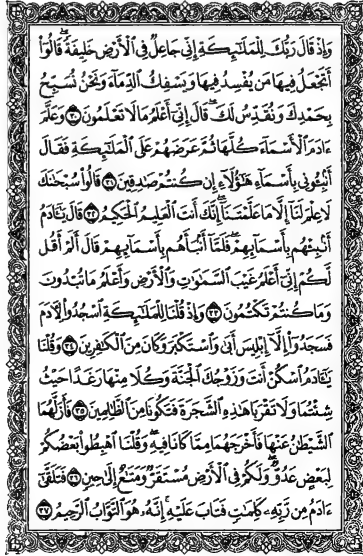 وَإِذْ قَالَ رَبُّكَ لِلْمَلَٰٓئِكَةِ إِنِّى جَاعِلٌ فِى ٱلْأَرْضِ خَلِيفَةً ۖ قَالُوٓا۟
أَتَجْعَلُ فِيهَا مَن يُفْسِدُ فِيهَا وَيَسْفِكُ ٱلدِّمَآءَ وَنَحْنُ نُسَبِّحُ
بِحَمْدِكَ وَنُقَدِّسُ لَكَ ۖ قَالَ إِنِّىٓ أَعْلَمُ مَا لَا تَعْلَمُونَ ۝٣٠ وَعَلَّمَ
ءَادَمَ ٱلْأَسْمَآءَ كُلَّهَا ثُمَّ عَرَضَهُمْ عَلَى ٱلْمَلَٰٓئِكَةِ فَقَالَ
أَنۢبِـُٔونِى بِأَسْمَآءِ هَٰٓؤُلَآءِ إِن كُنتُمْ صَٰدِقِينَ ۝٣١ قَالُوا۟ سُبْحَٰنَكَ
لَا عِلْمَ لَنَآ إِلَّا مَا عَلَّمْتَنَآ ۖ إِنَّكَ أَنتَ ٱلْعَلِيمُ ٱلْحَكِيمُ ۝٣٢ قَالَ يَٰٓـَٔادَمُ
أَنۢبِئْهُم بِأَسْمَآئِهِمْ ۖ فَلَمَّآ أَنۢبَأَهُم بِأَسْمَآئِهِمْ قَالَ أَلَمْ أَقُل
لَّكُمْ إِنِّىٓ أَعْلَمُ غَيْبَ ٱلسَّمَٰوَٰتِ وَٱلْأَرْضِ وَأَعْلَمُ مَا تُبْدُونَ
وَمَا كُنتُمْ تَكْتُمُونَ ۝٣٣ وَإِذْ قُلْنَا لِلْمَلَٰٓئِكَةِ ٱسْجُدُوا۟ لِـَٔادَمَ
فَسَجَدُوٓا۟ إِلَّآ إِبْلِيسَ أَبَىٰ وَٱسْتَكْبَرَ وَكَانَ مِنَ ٱلْكَٰفِرِينَ ۝٣٤ وَقُلْنَا
يَٰٓـَٔادَمُ ٱسْكُنْ أَنتَ وَزَوْجُكَ ٱلْجَنَّةَ وَكُلَا مِنْهَا رَغَدًا حَيْثُ
شِئْتُمَا وَلَا تَقْرَبَا هَٰذِهِ ٱلشَّجَرَةَ فَتَكُونَا مِنَ ٱلظَّٰلِمِينَ ۝٣٥ فَأَزَلَّهُمَا
ٱلشَّيْطَٰنُ عَنْهَا فَأَخْرَجَهُمَا مِمَّا كَانَا فِيهِ ۖ وَقُلْنَا ٱهْبِطُوا۟ بَعْضُكُمْ
لِبَعْضٍ عَدُوٌّ ۖ وَلَكُمْ فِى ٱلْأَرْضِ مُسْتَقَرٌّ وَمَتَٰعٌ إِلَىٰ حِينٍ ۝٣٦ فَتَلَقَّىٰٓ
ءَادَمُ مِن رَّبِّهِۦ كَلِمَٰتٍ فَتَابَ عَلَيْهِ ۚ إِنَّهُۥ هُوَ ٱلتَّوَّابُ ٱلرَّحِيمُ ۝٣٧